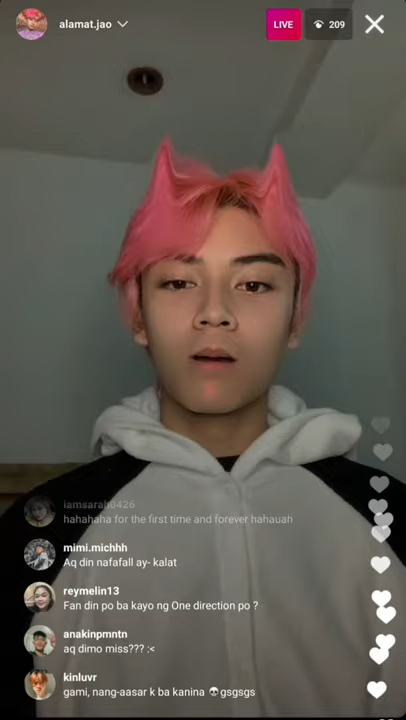 alamat.jao
LIVE
209
iamsarah0426
hahahaha for the first time and forever hahauah
mimi.michhh
Aq din nafafall ay- kalat
reymelin13
Fan din po ba kayo ng One direction po ?
anakinpmntn
aq dimo miss??? :<
kinluvr
gami, nang-aasar k ba kanina 💀gsgsgs